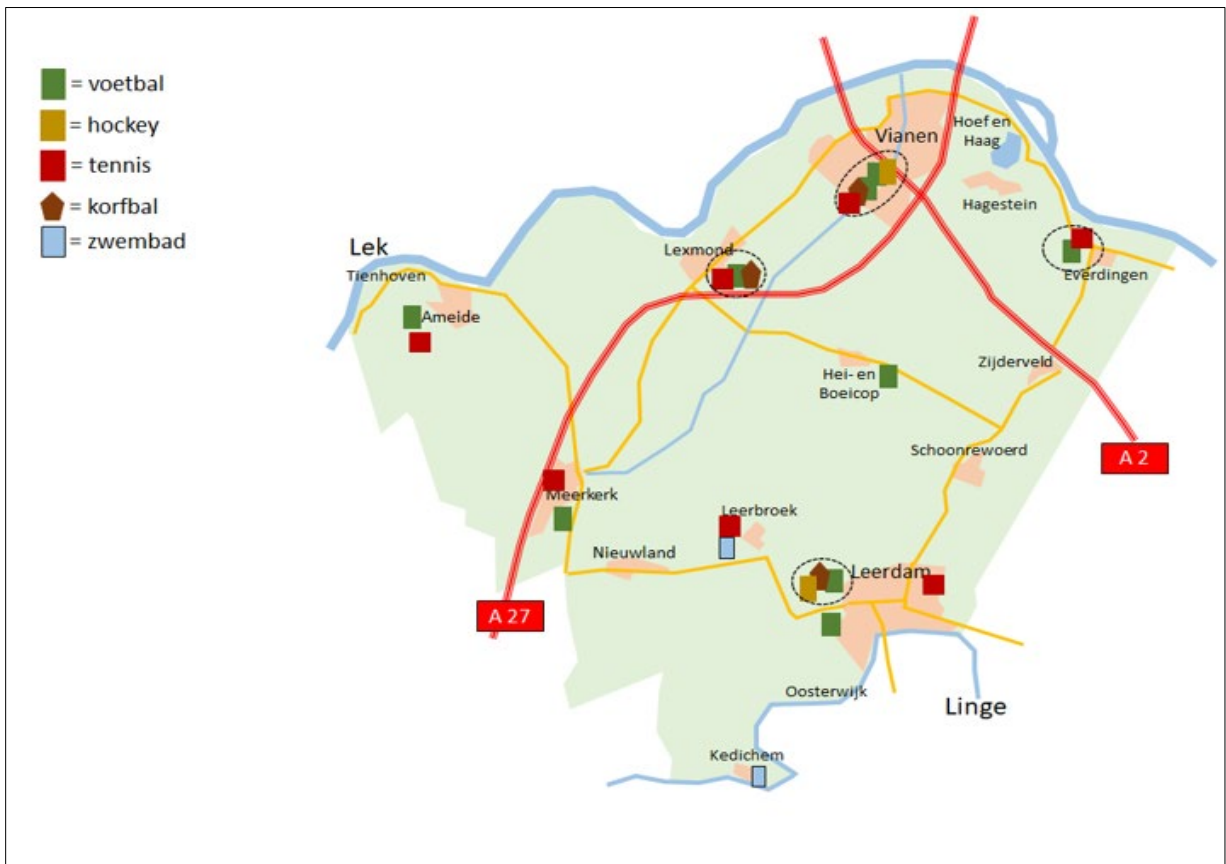 = voetbal
= hockey
= tennis
= korfbal
= zwembad
Vianen
Hoef en
Haag
Hagestein
Lek
Tienhoven
Lexmond
Everdingen
Ameide
Zijderveld
Hei- en
Boeicop
Schoonrewoerd
A 2
Meerkerk
Leerbroek
Nieuwland
Leerdam
A 27
Oosterwijk
Linge
Kedichem